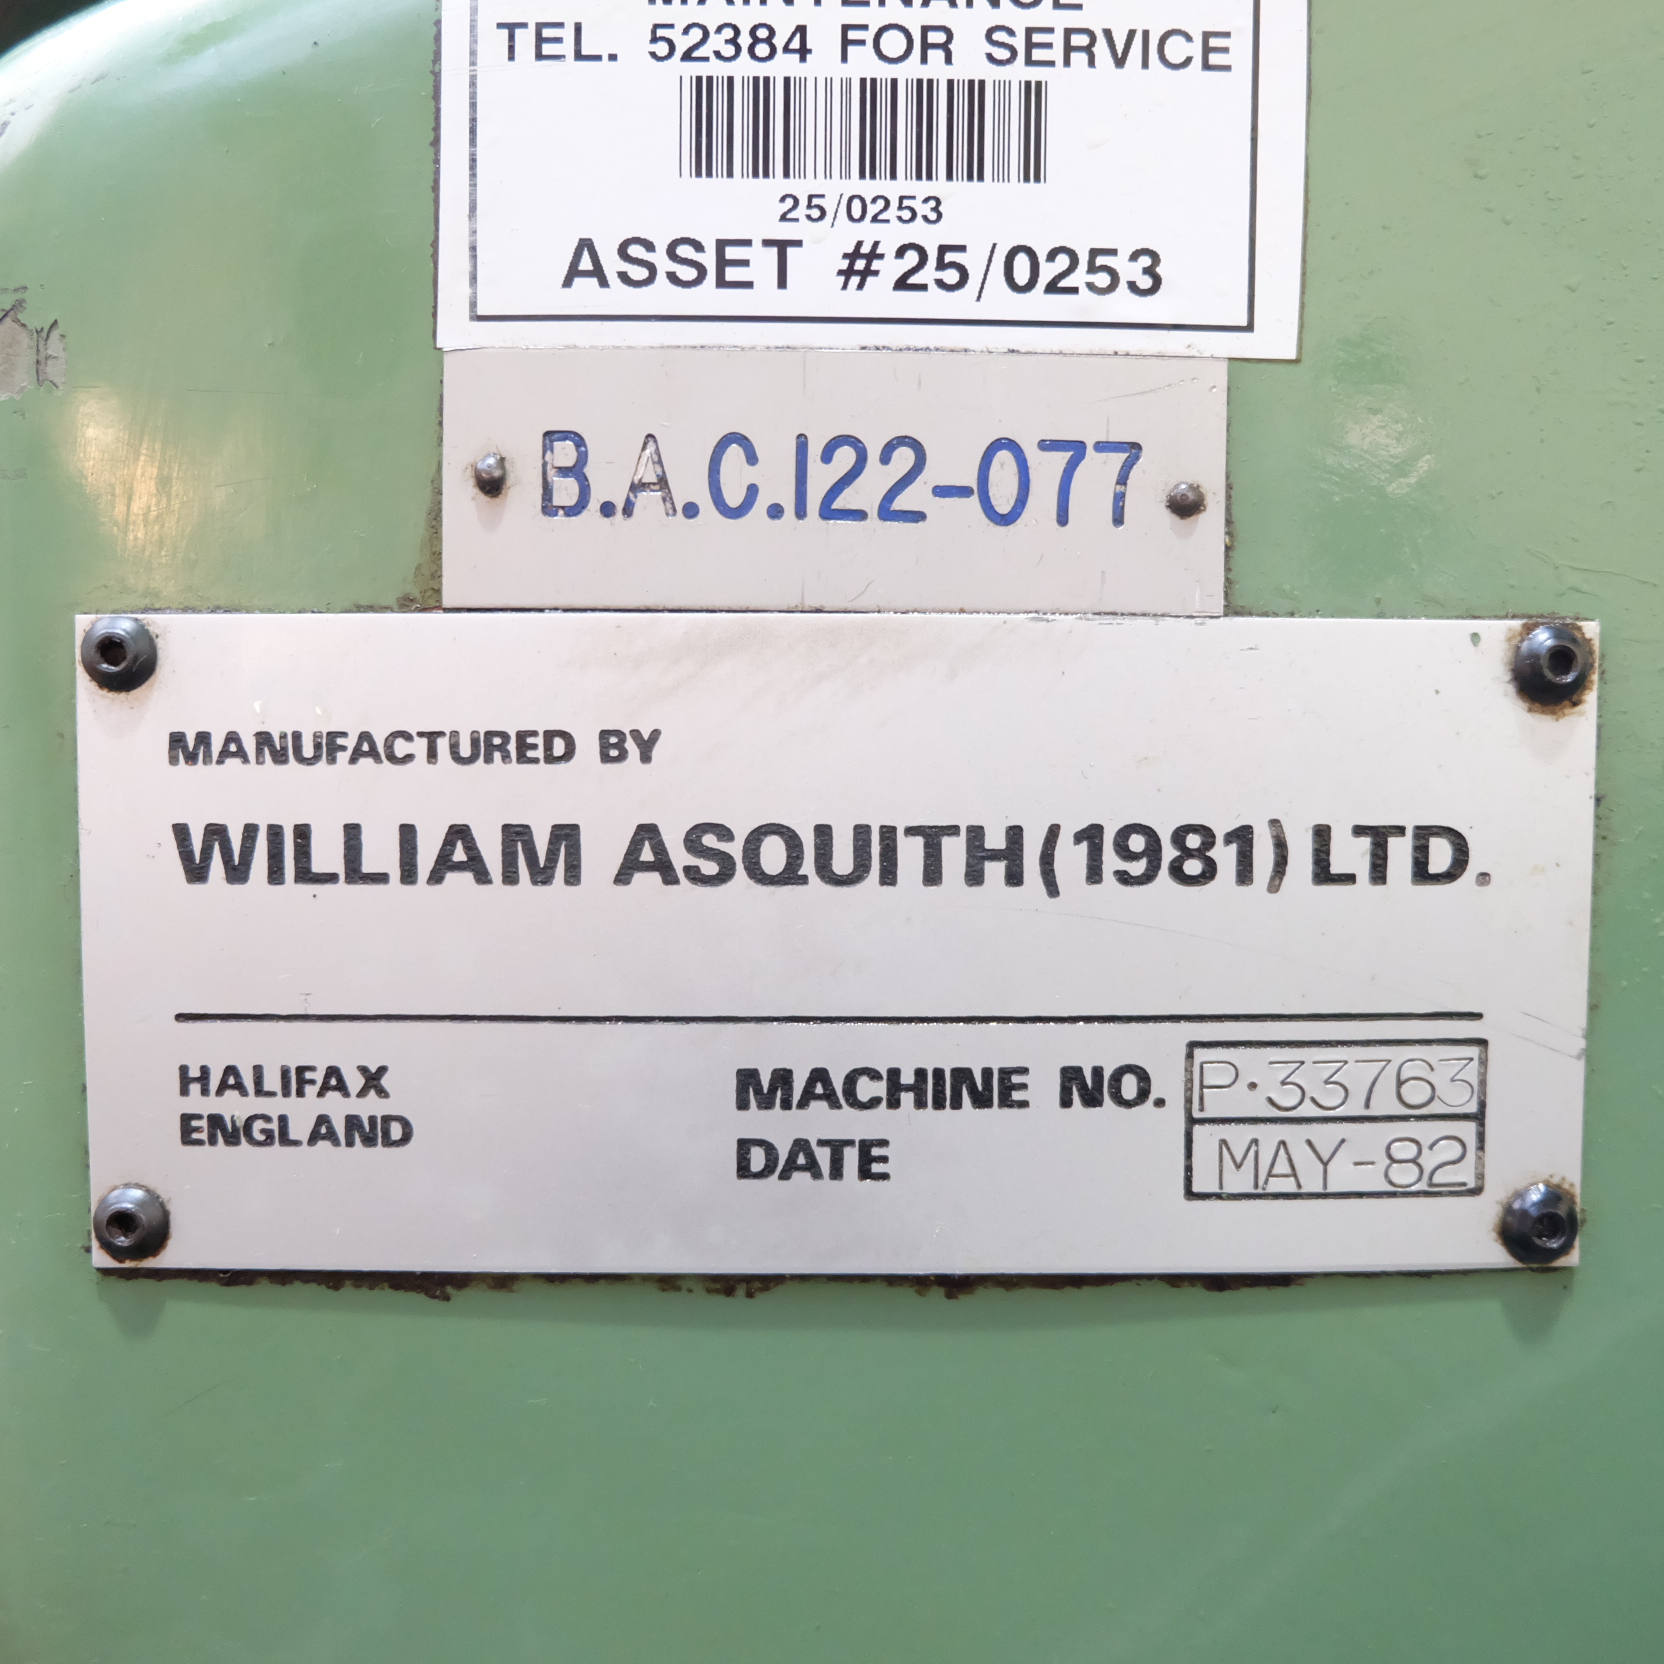 MAINTENANCE
TEL. 52384 FOR SERVICE
25/0253
ASSET #25/0253
B.A.C.122-077
MANUFACTURED BY
WILLIAM ASQUITH (1981) LTD.
HALIFAX
ENGLAND
MACHINE NO. P·33763
DATE MAY-82